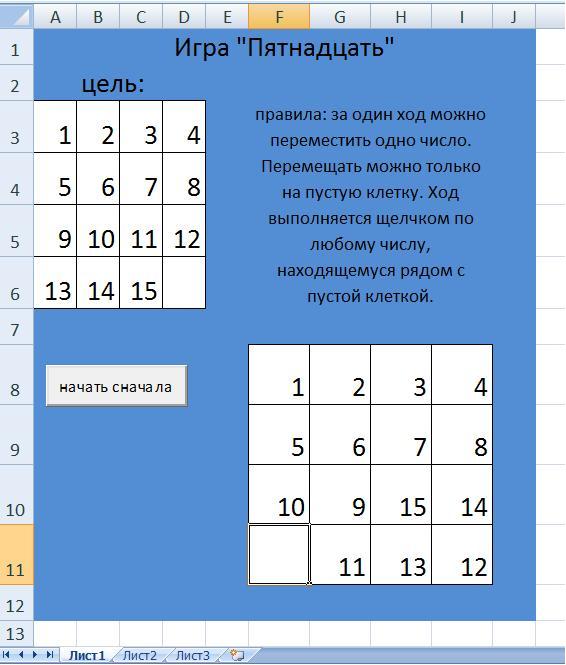 A B C D E F G H I J
1 Игра "Пятнадцать"
2 цель:
правила: за один ход можно
3 1 2 3 4 переместить одно число.
Перемещать можно только
4 5 6 7 8 на пустую клетку. Ход
выполняется щелчком по
5 9 10 11 12 любому числу,
находящемуся рядом с
6 13 14 15 пустой клеткой.
7
8 начать сначала 1 2 3 4
9 5 6 7 8
10 10 9 15 14
11 11 13 12
12
13
Лист1 Лист2 Лист3